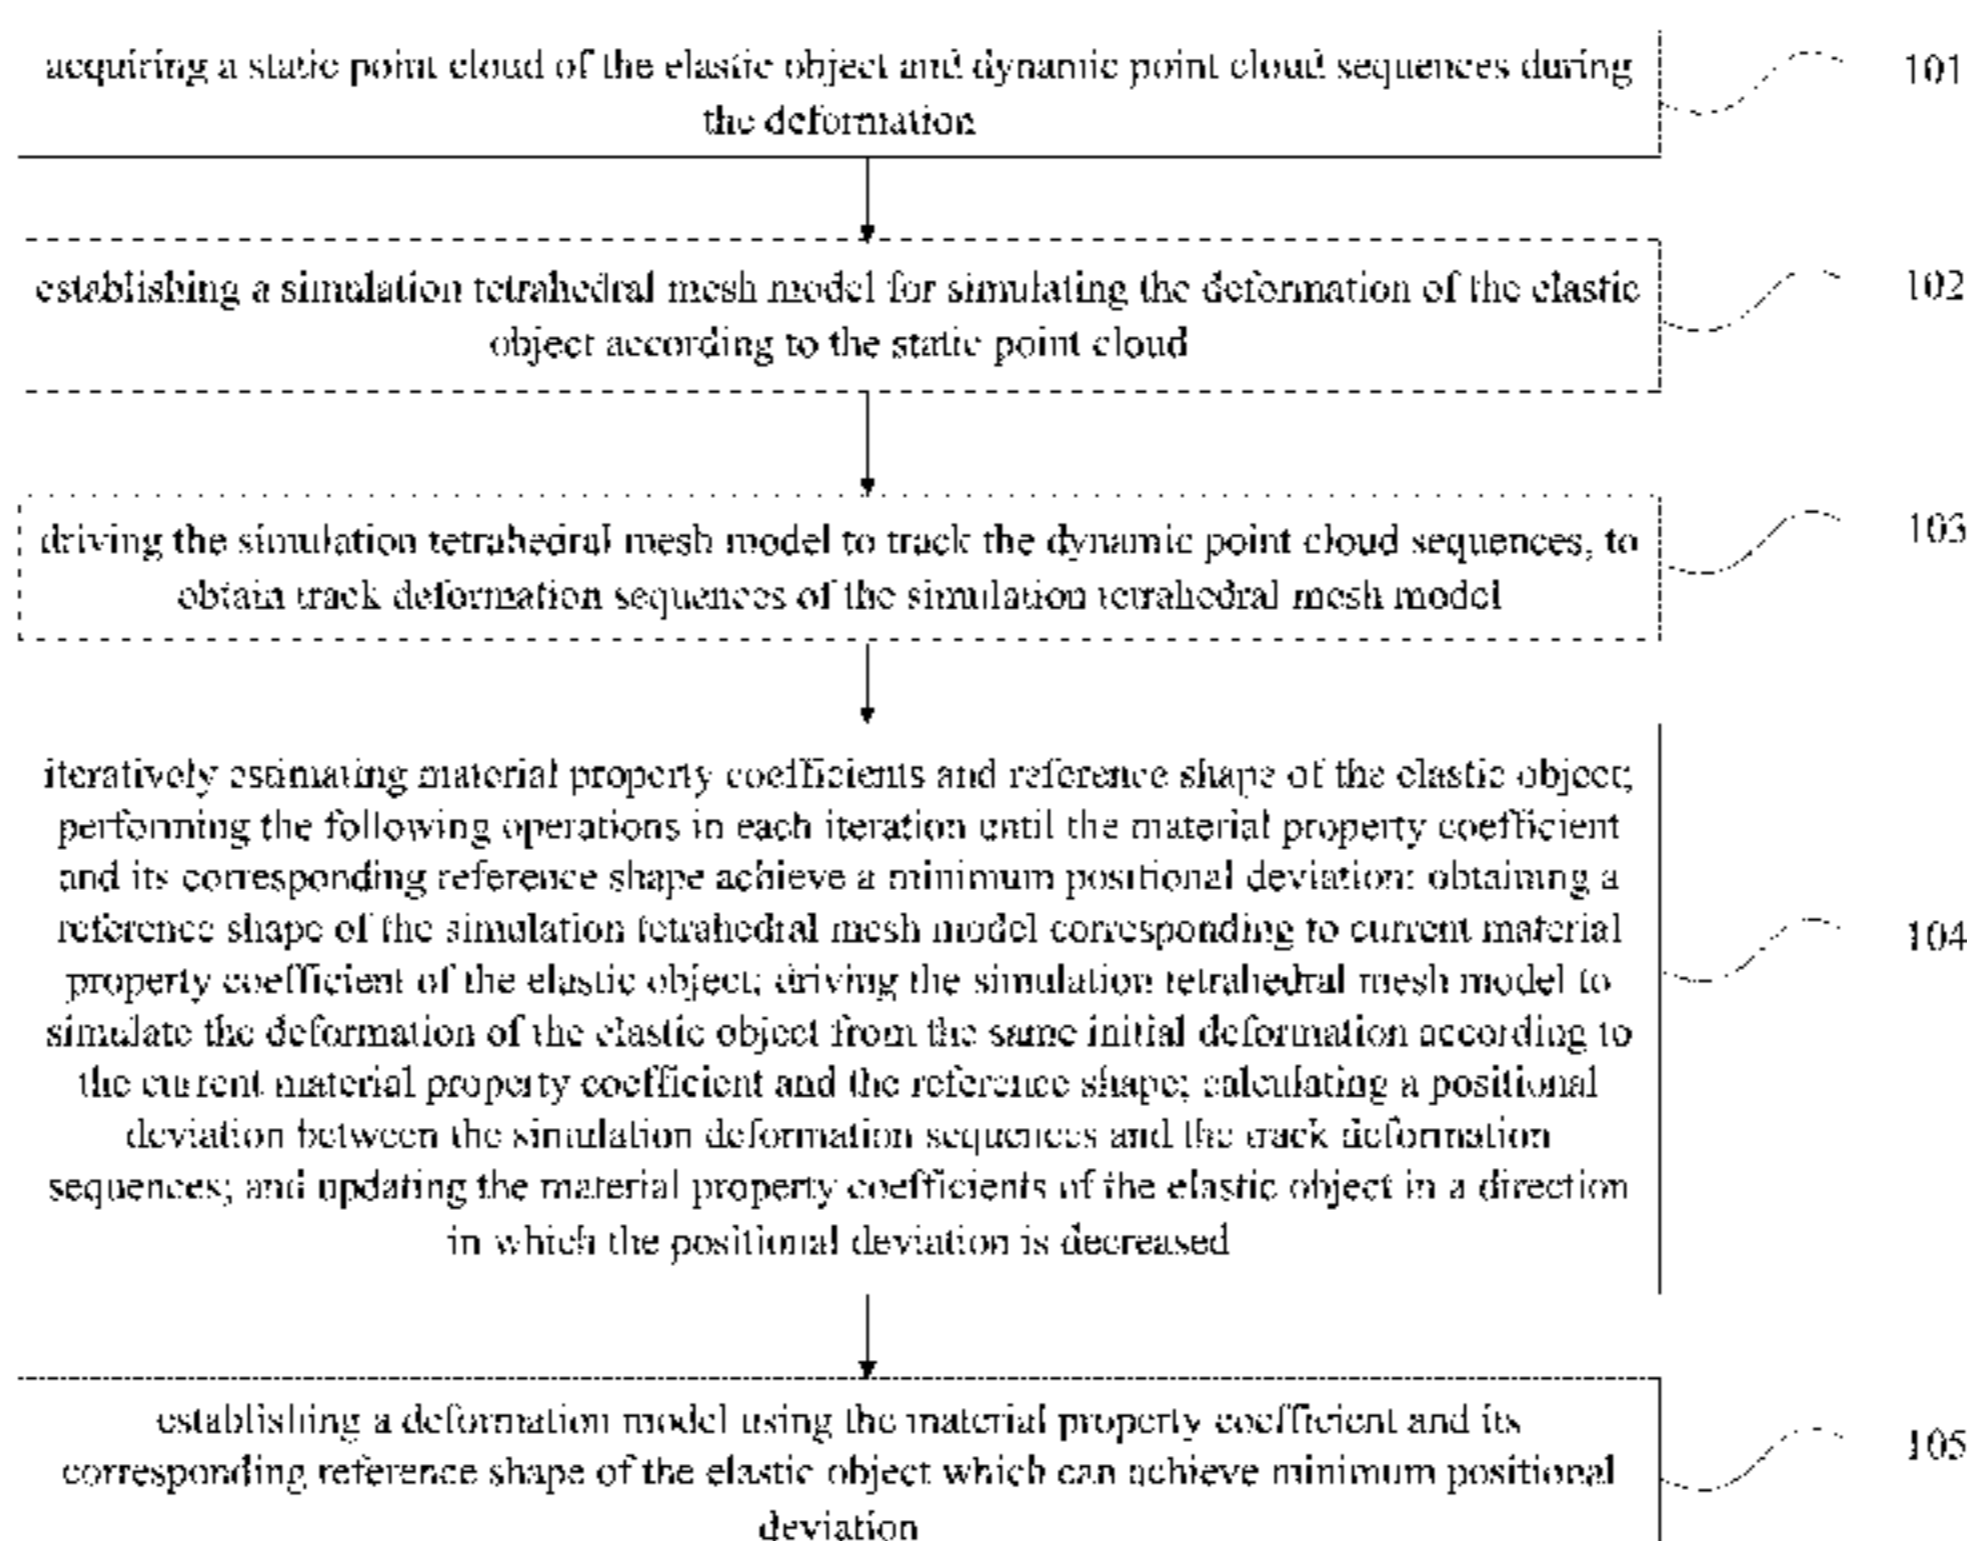 acquiring a static point cloud of the elastic object and dynamic point cloud sequences during
the deformation
101
establishing a simulation tetrahedral mesh model for simulating the deformation of the elastic
object according to the static point cloud
102
driving the simulation tetrahedral mesh model to track the dynamic point cloud sequences, to
obtain track deformation sequences of the simulation tetrahedral mesh model
103
iteratively estimating material property coefficients and reference shape of the elastic object;
performing the following operations in each iteration until the material property coefficient
and its corresponding reference shape achieve a minimum positional deviation: obtaining a
reference shape of the simulation tetrahedral mesh model corresponding to current material
property coefficient of the elastic object; driving the simulation tetrahedral mesh model to
simulate the deformation of the elastic object from the same initial deformation according to
the current material property coefficient and the reference shape; calculating a positional
deviation between the simulation deformation sequences and the track deformation
sequences; and updating the material property coefficients of the elastic object in a direction
in which the positional deviation is decreased
104
establishing a deformation model using the material property coefficient and its
corresponding reference shape of the elastic object which can achieve minimum positional
deviation
105